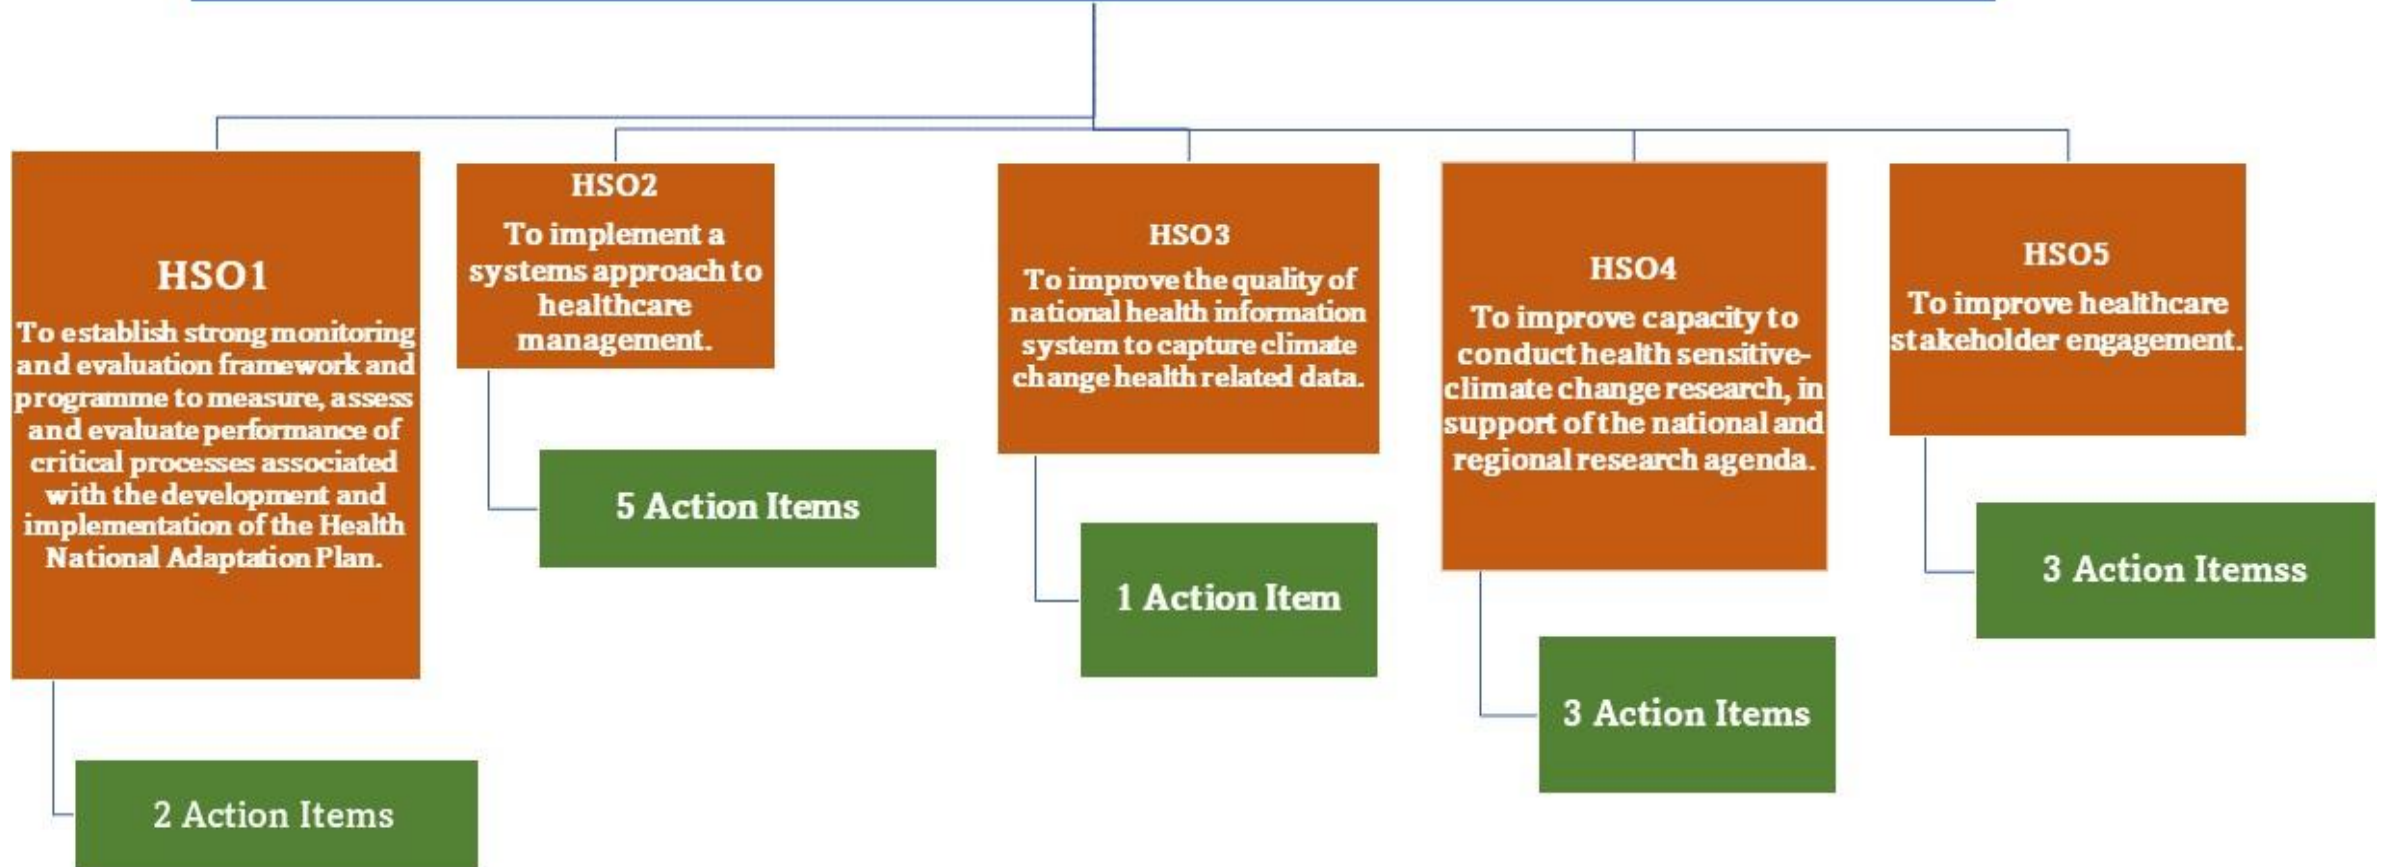 HSO1
To establish strong monitoring
and evaluation framework and
programme to measure, assess
and evaluate performance of
critical processes associated
with the development and
implementation of the Health
National Adaptation Plan.
2 Action Items
HSO2
To implement a
systems approach to
healthcare
management.
5 Action Items
HSO3
To improve the quality of
national health information
system to capture climate
change health related data.
1 Action Item
HSO4
To improve capacity to
conduct health sensitive-
climate change research, in
support of the national and
regional research agenda.
3 Action Items
HSO5
To improve healthcare
stakeholder engagement.
3 Action Itemss